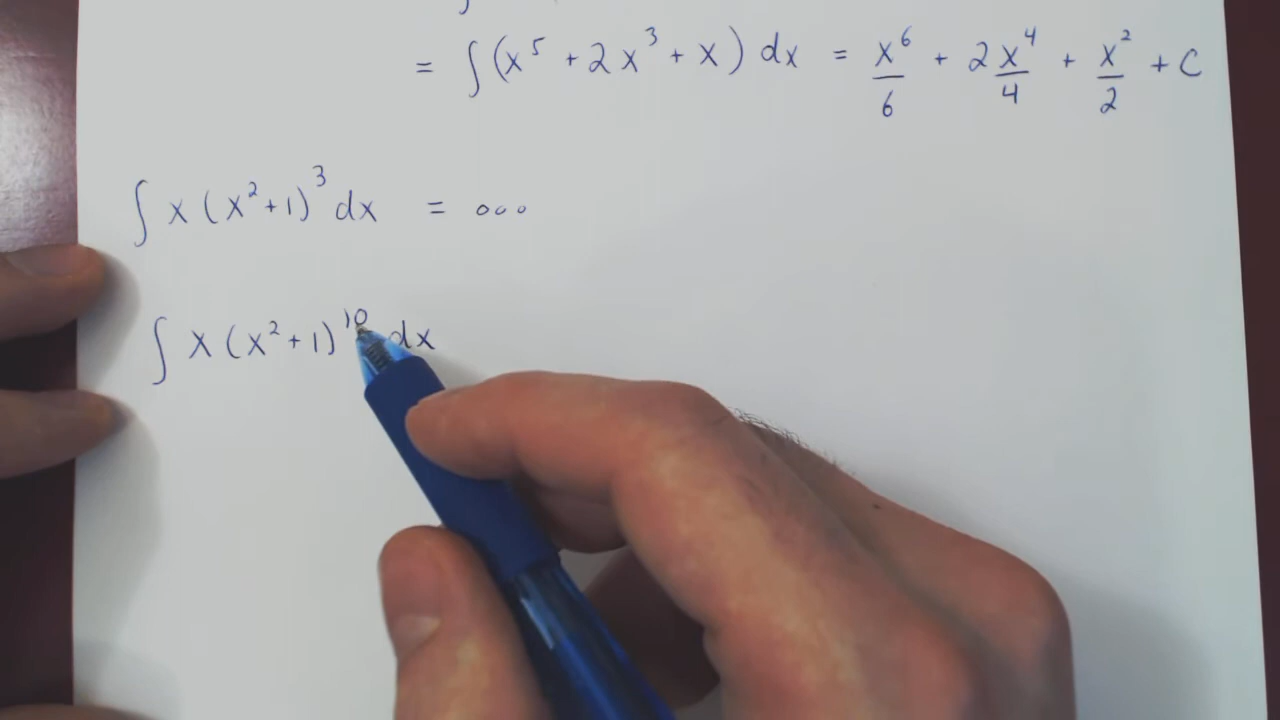 = ∫(x⁵ + 2x³ + x) dx = x⁶/6 + 2x⁴/4 + x²/2 + C
∫ x (x²+1)³ dx = ...
∫ x (x²+1)¹⁰ dx